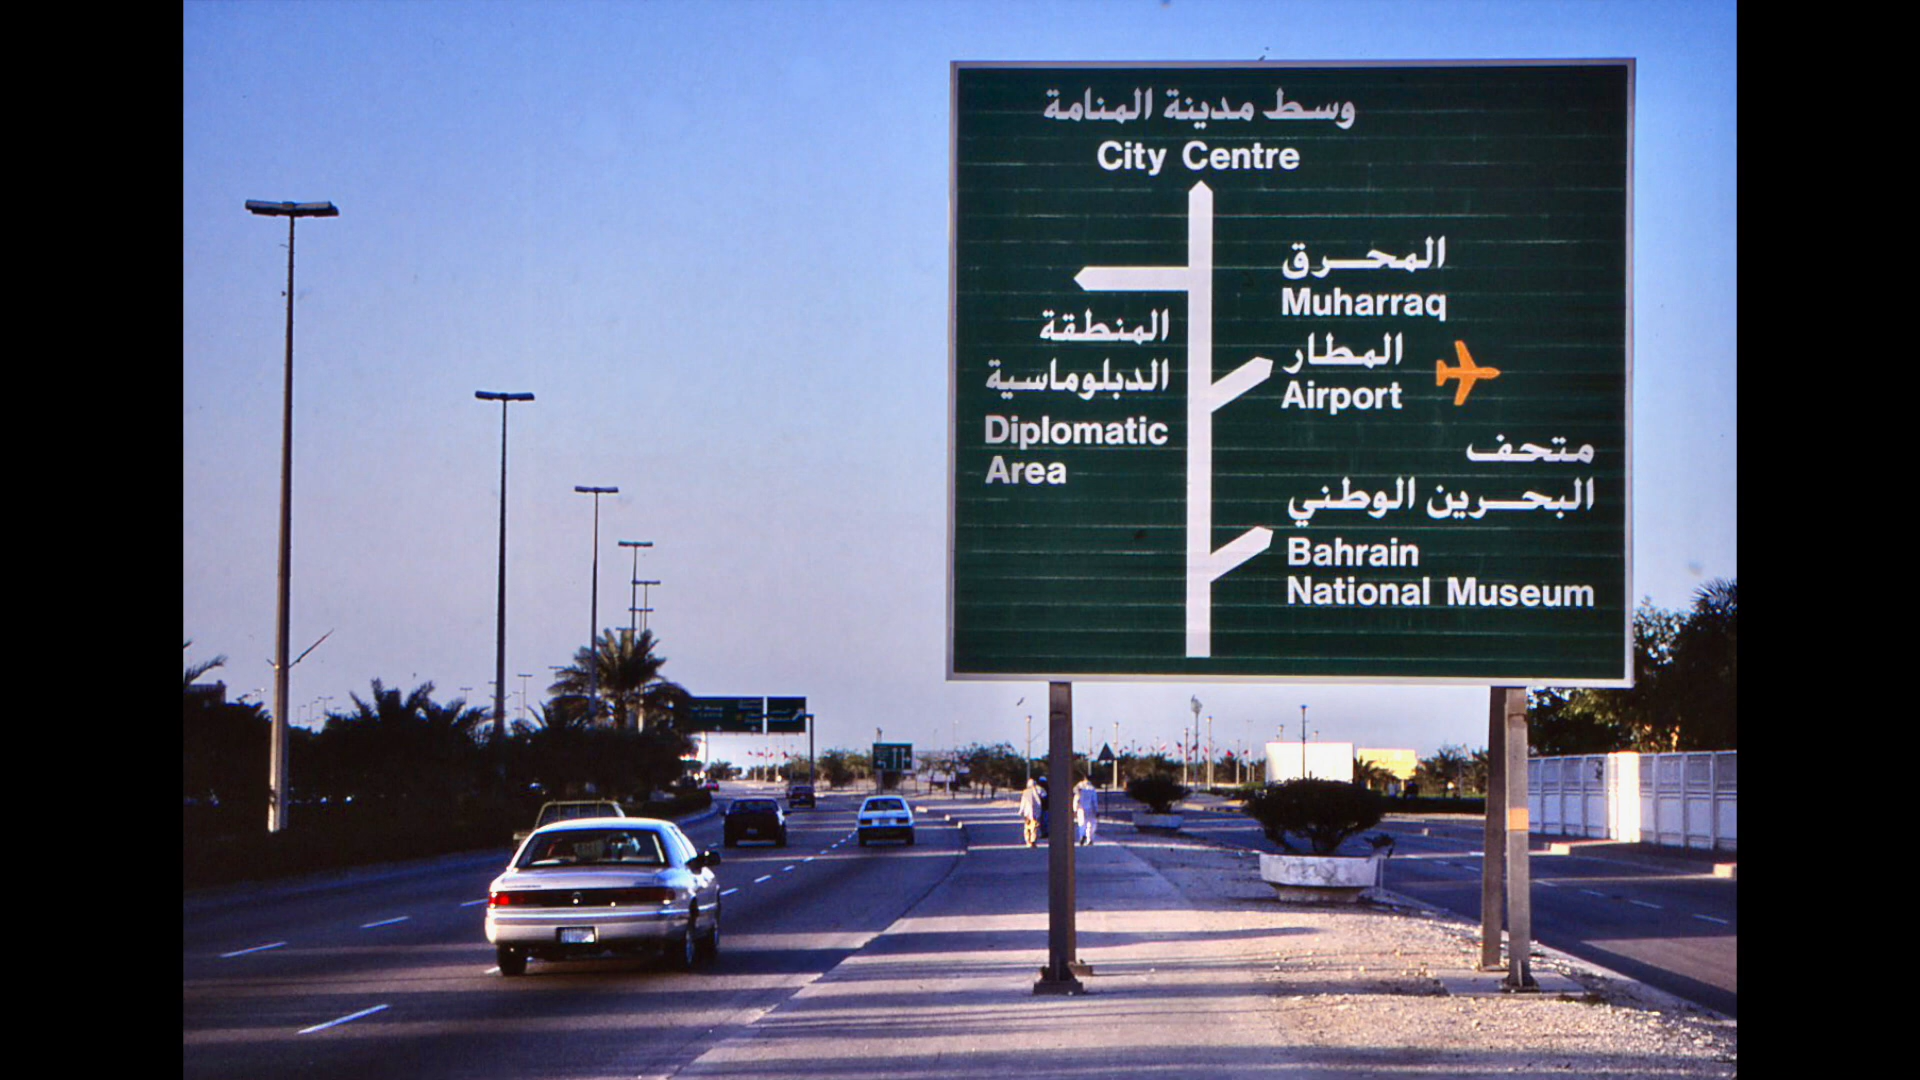 وسط مدينة المنامة
City Centre
المحرق
Muharraq
المطار
Airport
المنطقة
الدبلوماسية
Diplomatic
Area
متحف
البحرين الوطني
Bahrain
National Museum